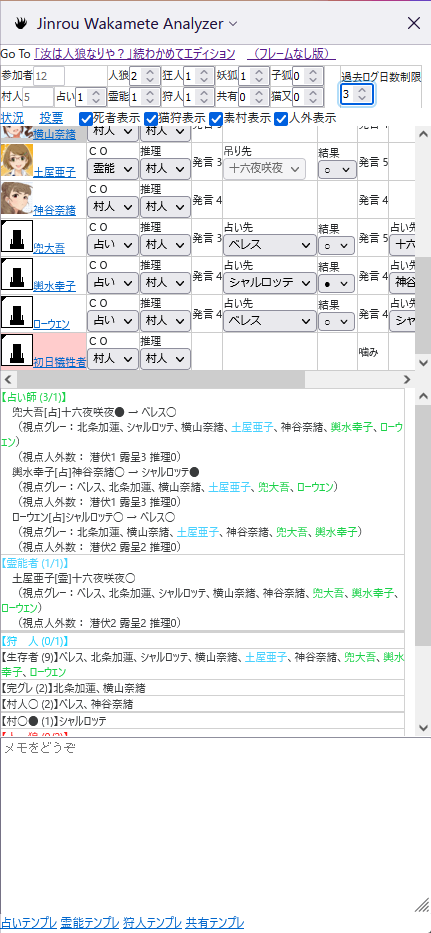 Jinrou Wakamete Analyzer
Go To 「汝は人狼なりや？」続わかめてエディション （フレームなし版）
参加者 12 人狼 2 狂人 1 妖狐 1 子狐 0 過去ログ日数制限
村人 5 占い 1 霊能 1 狩人 1 共有 0 猫又 0 3
状況 投票 死者表示 猫狩表示 素村表示 人外表示
横山奈緒 村人 村人 発言 3 発言 4
ＣＯ 推理 吊り先 結果
土屋亜子 霊能 村人 発言 3 十六夜咲夜 ○ 発言 5
ＣＯ 推理
神谷奈緒 村人 村人 発言 4 発言 4
ＣＯ 推理 占い先 結果 占い先
兜大吾 占い 村人 発言 3 ベレス ○ 発言 5 十六
ＣＯ 推理 占い先 結果 占い先
輿水幸子 占い 村人 発言 4 シャルロッテ ● 発言 4 神谷
ＣＯ 推理 占い先 結果 占い先
ローウェン 占い 村人 発言 4 ベレス ○ 発言 4 シャ
ＣＯ 推理
初日犠牲者 村人 村人 噛み
【占い師 (3/1)】
兜大吾[占]十六夜咲夜● → ベレス○
（視点グレー：北条加蓮、シャルロッテ、横山奈緒、土屋亜子、神谷奈緒、輿水幸子、ローウ
ェン）
（視点人外数： 潜伏1 露呈3 推理0）
輿水幸子[占]神谷奈緒○ → シャルロッテ●
（視点グレー：ベレス、北条加蓮、横山奈緒、土屋亜子、兜大吾、ローウェン）
（視点人外数： 潜伏1 露呈3 推理0）
ローウェン[占]シャルロッテ○ → ベレス○
（視点グレー：北条加蓮、横山奈緒、土屋亜子、神谷奈緒、兜大吾、輿水幸子）
（視点人外数： 潜伏2 露呈2 推理0）
【霊能者 (1/1)】
土屋亜子[霊]十六夜咲夜○
（視点グレー：ベレス、北条加蓮、シャルロッテ、横山奈緒、神谷奈緒、兜大吾、輿水幸子、
ローウェン）
（視点人外数： 潜伏2 露呈2 推理0）
【狩　人 (0/1)】
【生存者 (9)】ベレス、北条加蓮、シャルロッテ、横山奈緒、土屋亜子、神谷奈緒、兜大吾、輿水
幸子、ローウェン
【完グレ (2)】北条加蓮、横山奈緒
【村人○ (2)】ベレス、神谷奈緒
【村○● (1)】シャルロッテ
メモをどうぞ
占いテンプレ 霊能テンプレ 狩人テンプレ 共有テンプレ